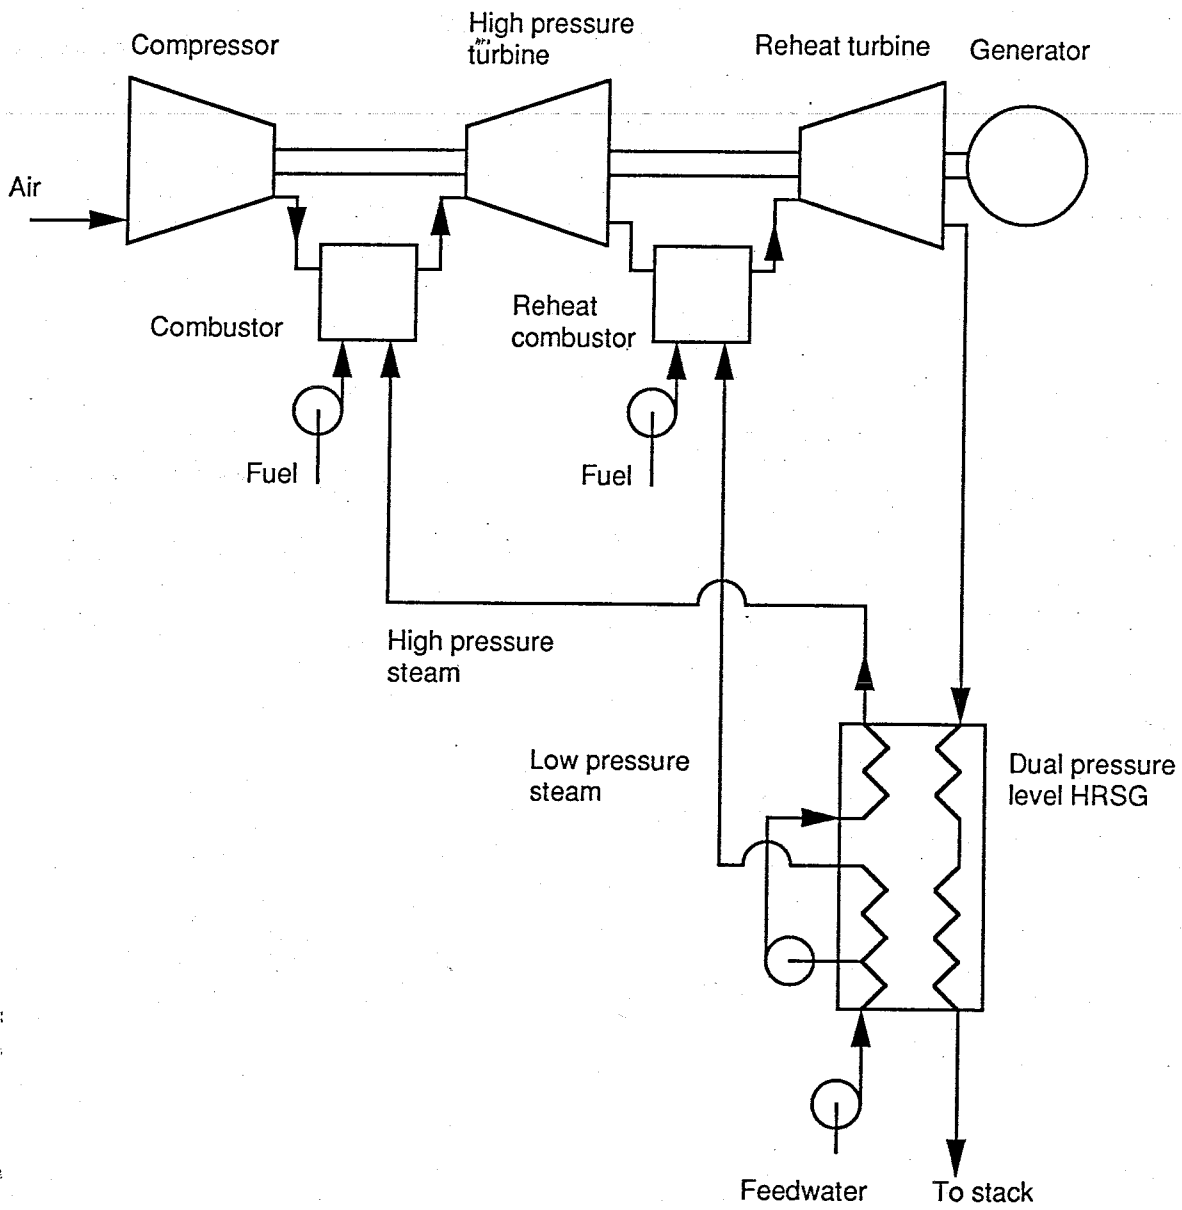 Compressor
High pressure
turbine
Reheat turbine
Generator
Air
Combustor
Reheat
combustor
Fuel
Fuel
High pressure
steam
Low pressure
steam
Dual pressure
level HRSG
Feedwater
To stack